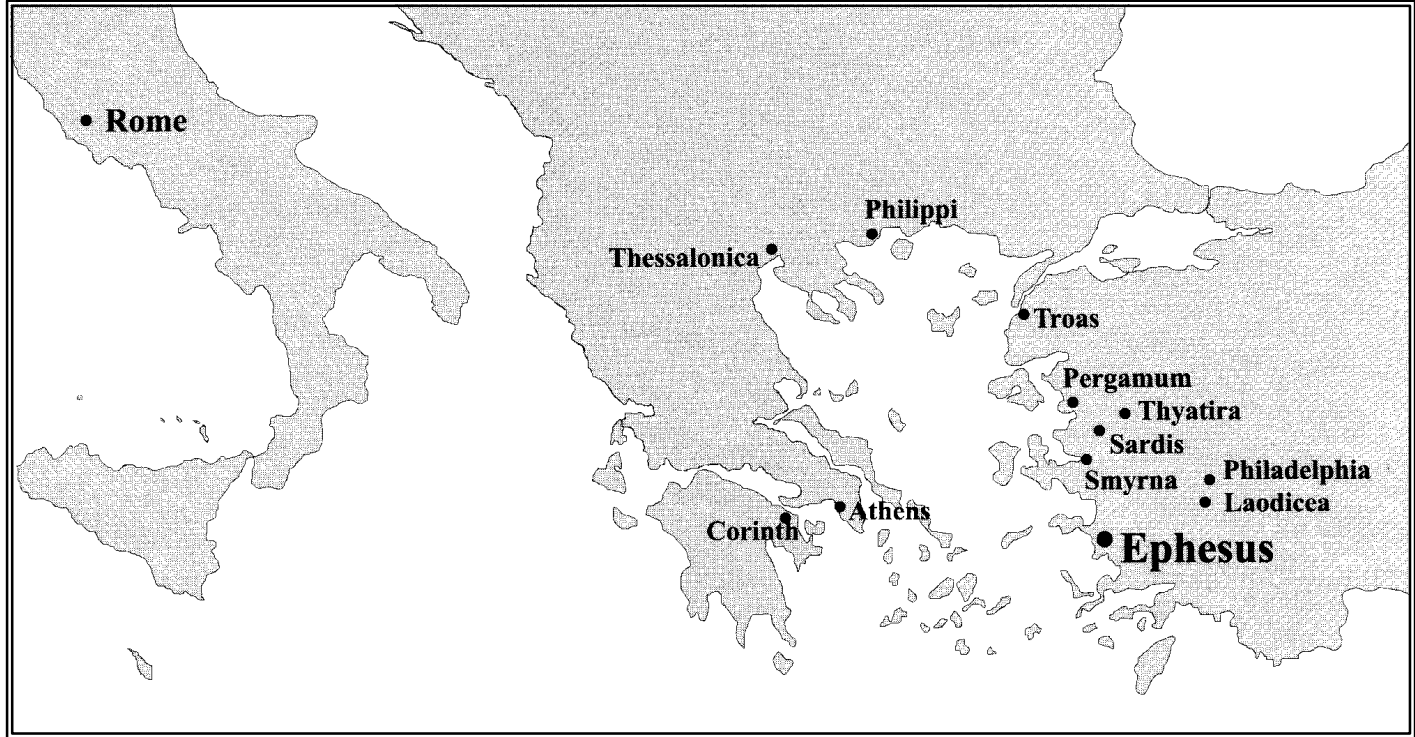 Rome
Philippi
Thessalonica
Troas
Pergamum
Thyatira
Sardis
Smyrna
Philadelphia
Laodicea
Athens
Corinth
Ephesus